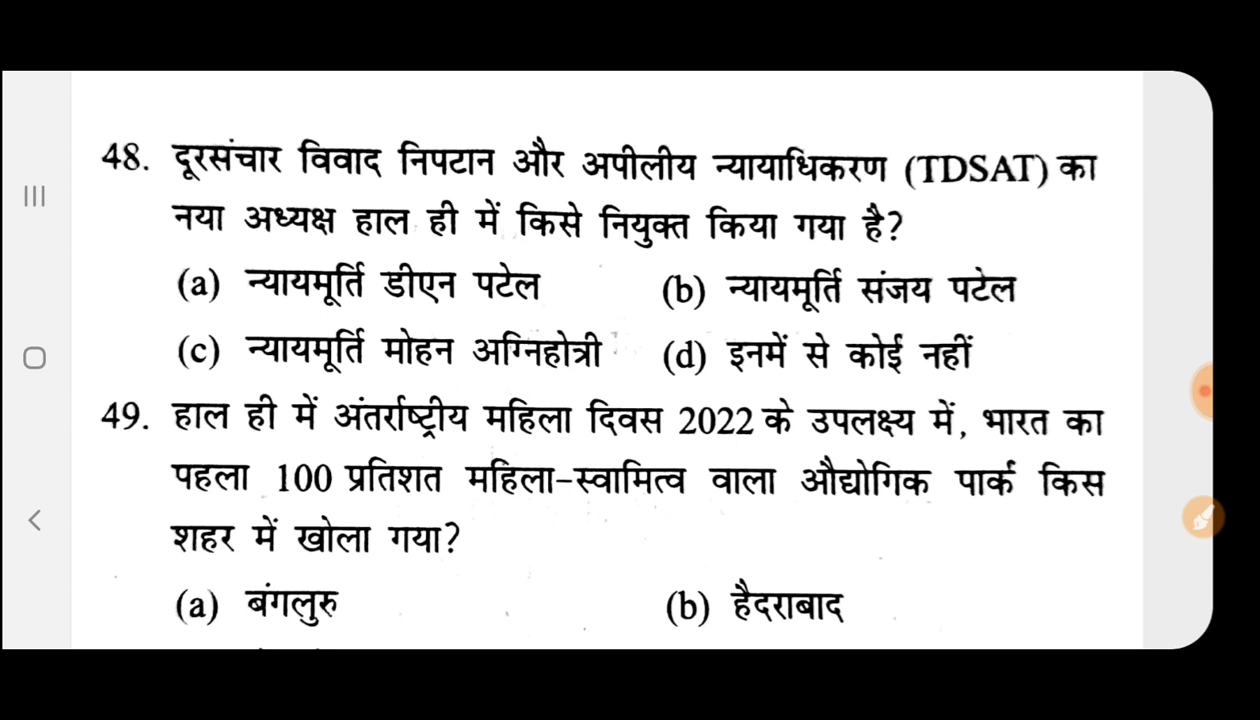 48. दूरसंचार विवाद निपटान और अपीलीय न्यायाधिकरण (TDSAT) का
नया अध्यक्ष हाल ही में किसे नियुक्त किया गया है?
(a) न्यायमूर्ति डीएन पटेल (b) न्यायमूर्ति संजय पटेल
(c) न्यायमूर्ति मोहन अग्निहोत्री (d) इनमें से कोई नहीं
49. हाल ही में अंतर्राष्ट्रीय महिला दिवस 2022 के उपलक्ष्य में, भारत का
पहला 100 प्रतिशत महिला-स्वामित्व वाला औद्योगिक पार्क किस
शहर में खोला गया?
(a) बंगलुरु (b) हैदराबाद